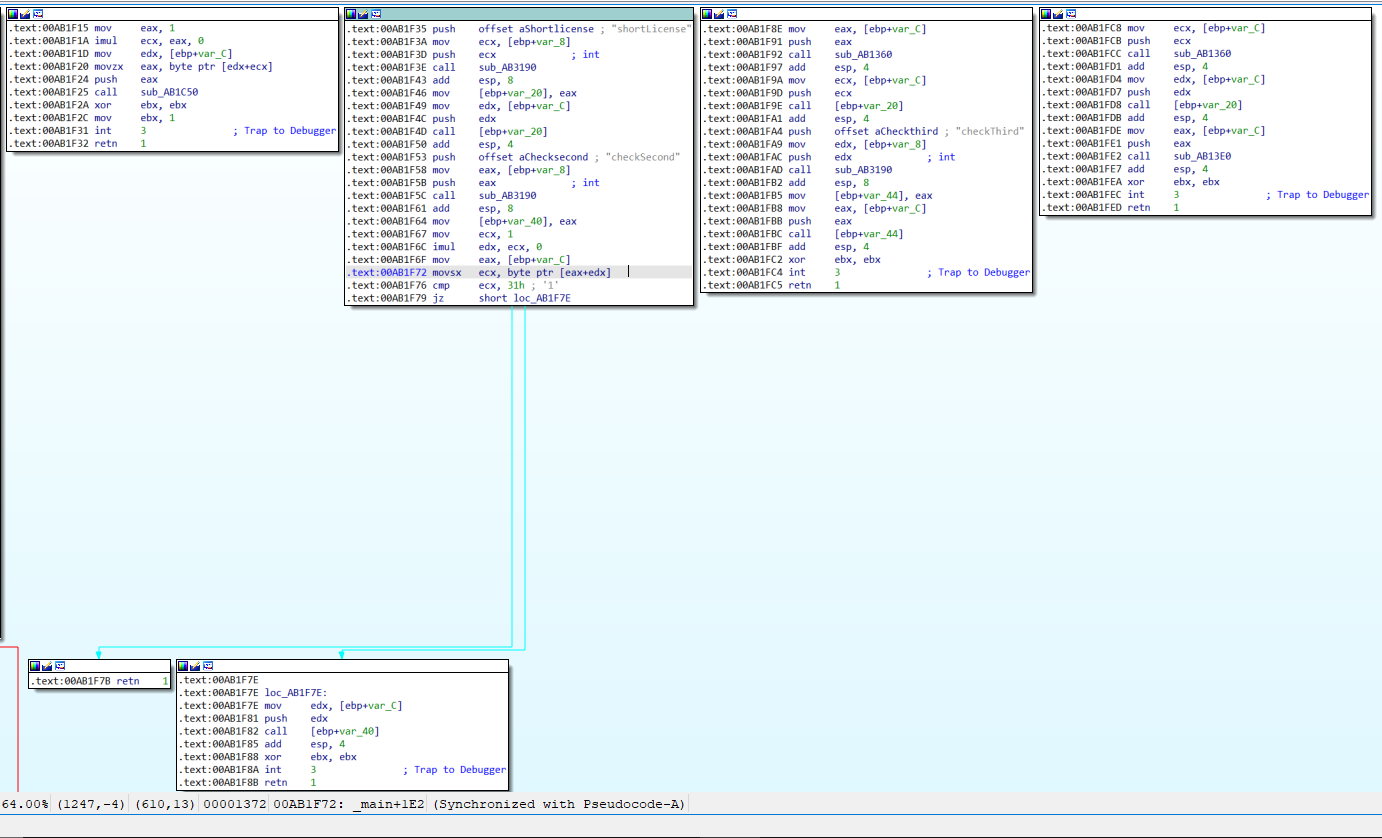 .text:00AB1F15 mov eax, 1
.text:00AB1F1A imul ecx, eax, 0
.text:00AB1F1D mov edx, [ebp+var_C]
.text:00AB1F20 movzx eax, byte ptr [edx+ecx]
.text:00AB1F24 push eax
.text:00AB1F25 call sub_AB1C50
.text:00AB1F2A xor ebx, ebx
.text:00AB1F2C mov ebx, 1
.text:00AB1F31 int 3 ; Trap to Debugger
.text:00AB1F32 retn 1
.text:00AB1F35 push offset aShortlicense ; "shortLicense"
.text:00AB1F3A mov ecx, [ebp+var_8]
.text:00AB1F3D push ecx ; int
.text:00AB1F3E call sub_AB3190
.text:00AB1F43 add esp, 8
.text:00AB1F46 mov [ebp+var_20], eax
.text:00AB1F49 mov edx, [ebp+var_C]
.text:00AB1F4C push edx
.text:00AB1F4D call [ebp+var_20]
.text:00AB1F50 add esp, 4
.text:00AB1F53 push offset aChecksecond ; "checkSecond"
.text:00AB1F58 mov eax, [ebp+var_8]
.text:00AB1F5B push eax ; int
.text:00AB1F5C call sub_AB3190
.text:00AB1F61 add esp, 8
.text:00AB1F64 mov [ebp+var_40], eax
.text:00AB1F67 mov ecx, 1
.text:00AB1F6C imul edx, ecx, 0
.text:00AB1F6F mov eax, [ebp+var_C]
.text:00AB1F72 movsx ecx, byte ptr [eax+edx]
.text:00AB1F76 cmp ecx, 31h ; '1'
.text:00AB1F79 jz short loc_AB1F7E
.text:00AB1F8E mov eax, [ebp+var_C]
.text:00AB1F91 push eax
.text:00AB1F92 call sub_AB1360
.text:00AB1F97 add esp, 4
.text:00AB1F9A mov ecx, [ebp+var_C]
.text:00AB1F9D push ecx
.text:00AB1F9E call [ebp+var_20]
.text:00AB1FA1 add esp, 4
.text:00AB1FA4 push offset aCheckthird ; "checkThird"
.text:00AB1FA9 mov edx, [ebp+var_8]
.text:00AB1FAC push edx ; int
.text:00AB1FAD call sub_AB3190
.text:00AB1FB2 add esp, 8
.text:00AB1FB5 mov [ebp+var_44], eax
.text:00AB1FB8 mov eax, [ebp+var_C]
.text:00AB1FBB push eax
.text:00AB1FBC call [ebp+var_44]
.text:00AB1FBF add esp, 4
.text:00AB1FC2 xor ebx, ebx
.text:00AB1FC4 int 3 ; Trap to Debugger
.text:00AB1FC5 retn 1
.text:00AB1FC8 mov ecx, [ebp+var_C]
.text:00AB1FCB push ecx
.text:00AB1FCC call sub_AB1360
.text:00AB1FD1 add esp, 4
.text:00AB1FD4 mov edx, [ebp+var_C]
.text:00AB1FD7 push edx
.text:00AB1FD8 call [ebp+var_20]
.text:00AB1FDB add esp, 4
.text:00AB1FDE mov eax, [ebp+var_C]
.text:00AB1FE1 push eax
.text:00AB1FE2 call sub_AB13E0
.text:00AB1FE7 add esp, 4
.text:00AB1FEA xor ebx, ebx
.text:00AB1FEC int 3 ; Trap to Debugger
.text:00AB1FED retn 1
.text:00AB1F7B retn 1
.text:00AB1F7E
.text:00AB1F7E loc_AB1F7E:
.text:00AB1F7E mov edx, [ebp+var_C]
.text:00AB1F81 push edx
.text:00AB1F82 call [ebp+var_40]
.text:00AB1F85 add esp, 4
.text:00AB1F88 xor ebx, ebx
.text:00AB1F8A int 3 ; Trap to Debugger
.text:00AB1F8B retn 1
64.00% (1247,-4) (610,13) 00001372 00AB1F72: _main+1E2 (Synchronized with Pseudocode-A)